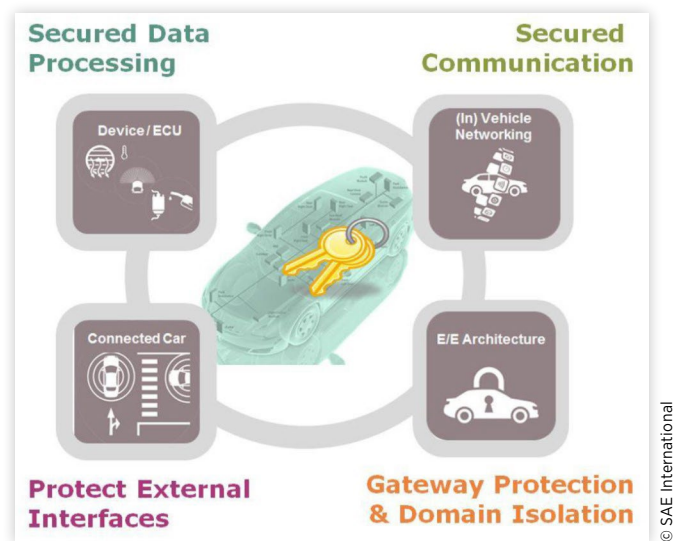 Secured Data
Processing
Secured
Communication
Device / ECU
(In) Vehicle
Networking
Connected Car
E/E Architecture
Protect External
Interfaces
Gateway Protection
& Domain Isolation
© SAE International